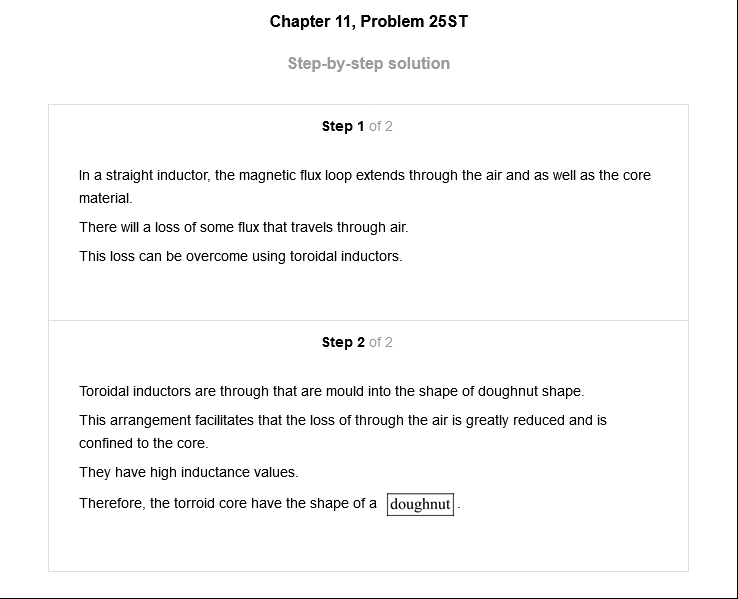 Chapter 11, Problem 25ST
Step-by-step solution
Step 1 of 2
In a straight inductor, the magnetic flux loop extends through the air and as well as the core
material.
There will a loss of some flux that travels through air.
This loss can be overcome using toroidal inductors.
Step 2 of 2
Toroidal inductors are through that are mould into the shape of doughnut shape.
This arrangement facilitates that the loss of through the air is greatly reduced and is
confined to the core.
They have high inductance values.
Therefore, the torroid core have the shape of a doughnut.